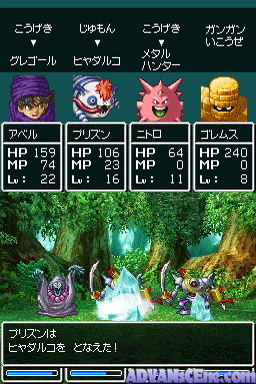 こうげき じゅもん こうげき ガンガン
▼ ▼ ▼ いこうぜ
グレゴール ヒャダルコ メタル
ハンター
アベル プリズン ニトロ ゴレムス
HP 159 HP 106 HP 64 HP 240
MP 74 MP 23 MP 0 MP 0
Lv: 22 Lv: 16 Lv: 11 Lv: 8
プリズンは
ヒャダルコを となえた!
ADVANSCENE.com